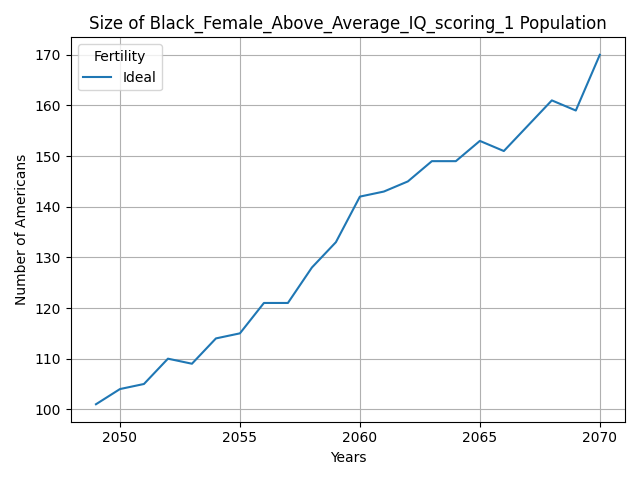 Size of Black_Female_Above_Average_IQ_scoring_1 Population
Fertility
Ideal
Number of Americans
170
160
150
140
130
120
110
100
2050 2055 2060 2065 2070
Years